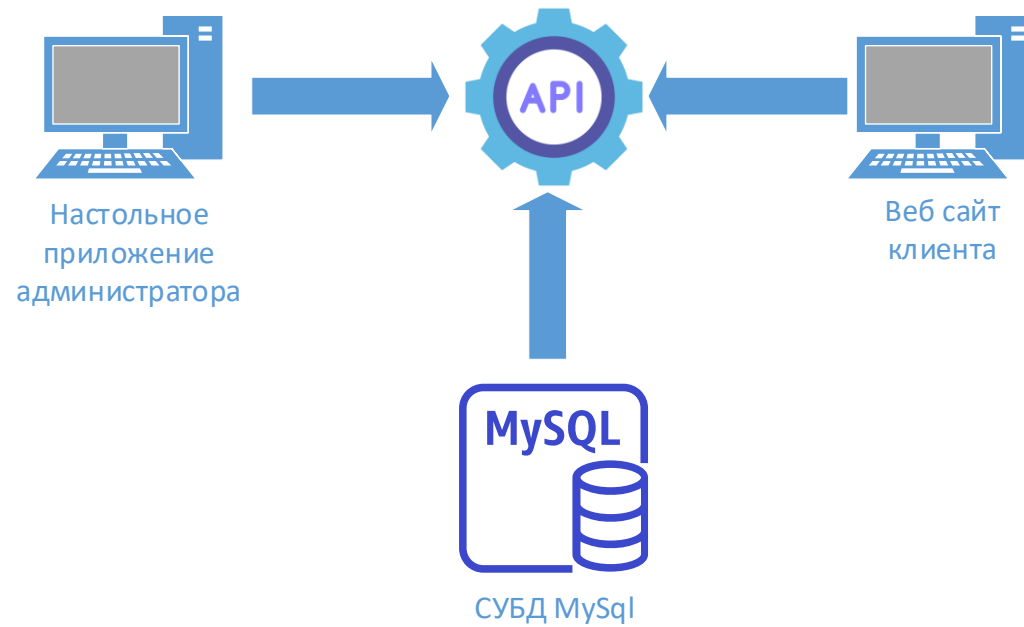 API
Настольное
приложение
администратора
Веб сайт
клиента
MySQL
СУБД MySql